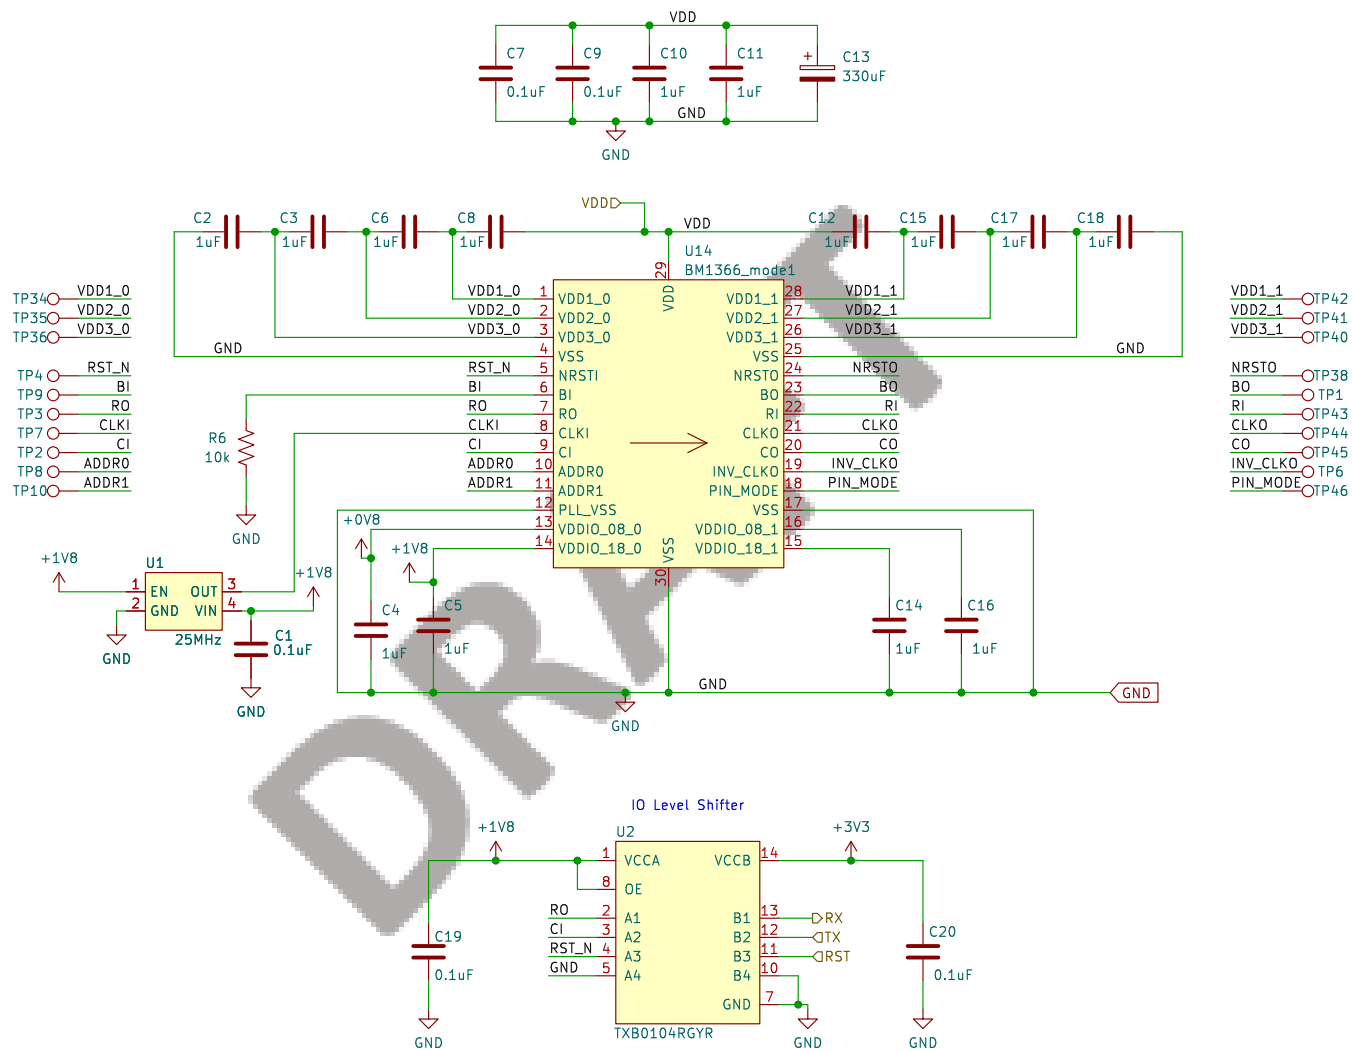 VDD
C7
C9
C10
C11
C13
+
0.1uF
0.1uF
1uF
1uF
330uF
GND
GND
VDD
VDD
C2
C3
C6
C8
C12
C15
C17
C18
1uF
1uF
1uF
1uF
1uF
1uF
1uF
1uF
U14
BM1366_mode1
29
VDD
TP34 VDD1_0
TP35 VDD2_0
TP36 VDD3_0
GND
TP4 RST_N
TP9 BI
TP3 RO
TP7 CLKI
TP2 CI
TP8 ADDR0
TP10 ADDR1
VDD1_0 1 VDD1_0
VDD2_0 2 VDD2_0
VDD3_0 3 VDD3_0
4 VSS
RST_N 5 NRSTI
BI 6 BI
RO 7 RO
CLKI 8 CLKI
CI 9 CI
ADDR0 10 ADDR0
ADDR1 11 ADDR1
12 PLL_VSS
13 VDDIO_08_0
14 VDDIO_18_0
VDD1_1 28 VDD1_1
VDD2_1 27 VDD2_1
VDD3_1 26 VDD3_1
VSS 25 GND
NRSTO 24 NRSTO
BO 23 BO
RI 22 RI
CLKO 21 CLKO
CO 20 CO
INV_CLKO 19 INV_CLKO
PIN_MODE 18 PIN_MODE
VSS 17
VDDIO_08_1 16
VDDIO_18_1 15
VDD1_1 TP42
VDD2_1 TP41
VDD3_1 TP40
NRSTO TP38
BO TP1
RI TP43
CLKO TP44
CO TP45
INV_CLKO TP6
PIN_MODE TP46
VSS
30
R6
10k
GND
+0V8
+1V8
+1V8
U1
+1V8
1 EN OUT 3
2 GND VIN 4
25MHz
GND
C1
0.1uF
GND
C4
1uF
C5
1uF
C14
1uF
C16
1uF
GND
GND
GND
DRAFT
IO Level Shifter
+1V8
U2
+3V3
1 VCCA VCCB 14
8 OE
RO 2 A1 B1 13 RX
CI 3 A2 B2 12 TX
RST_N 4 A3 B3 11 RST
GND 5 A4 B4 10
GND 7
TXB0104RGYR
C19
0.1uF
C20
0.1uF
GND
GND
GND